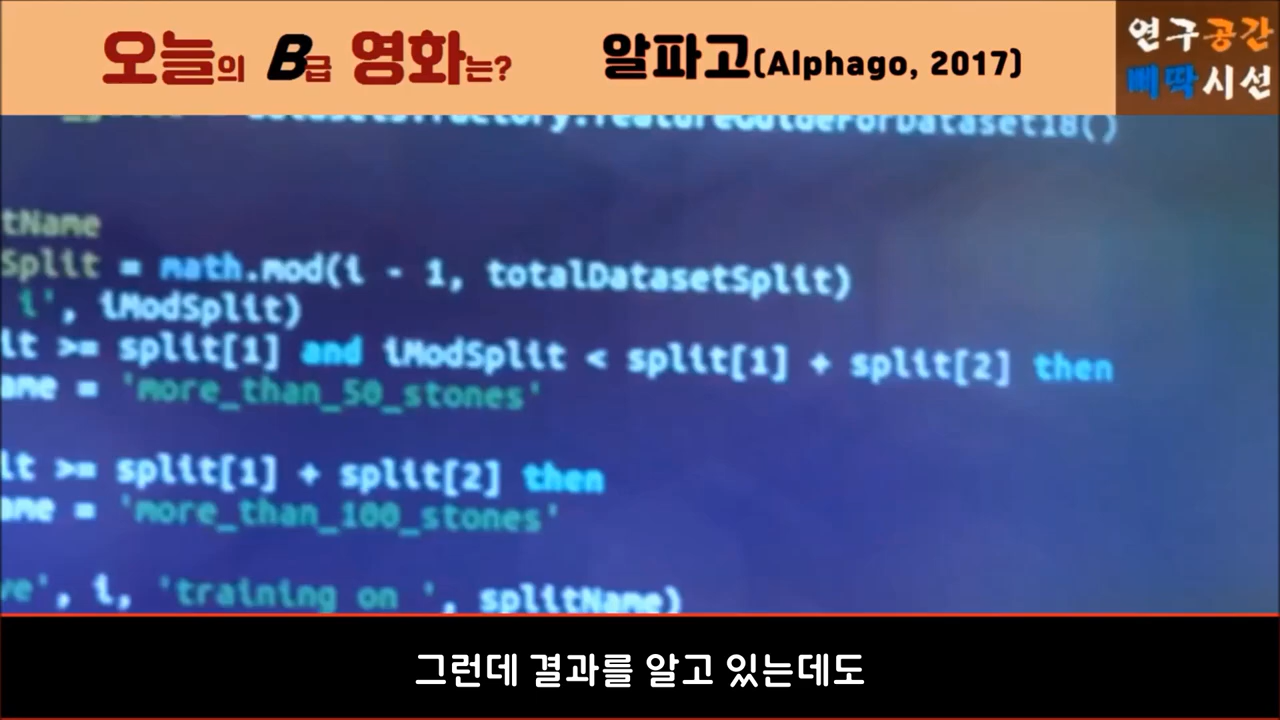 오늘의 B급 영화는? 알파고(Alphago, 2017)
연구공간
삐딱시선
tName
Split = math.mod(i - 1, totalDatasetSplit)
i', iModSplit)
lit >= split[1] and iModSplit < split[1] + split[2] then
ame = 'more_than_50_stones'
lit >= split[1] + split[2] then
ame = 'more_than_100_stones'
ve', i, 'training on ', splitName)
그런데 결과를 알고 있는데도